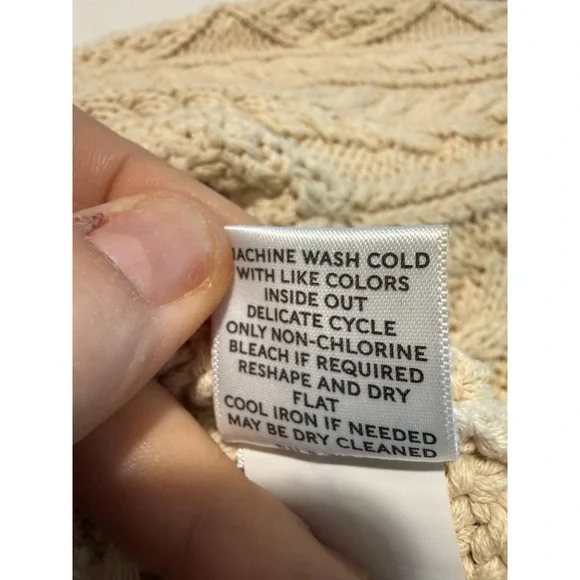 MACHINE WASH COLD
WITH LIKE COLORS
INSIDE OUT
DELICATE CYCLE
ONLY NON-CHLORINE
BLEACH IF REQUIRED
RESHAPE AND DRY
FLAT
COOL IRON IF NEEDED
MAY BE DRY CLEANED